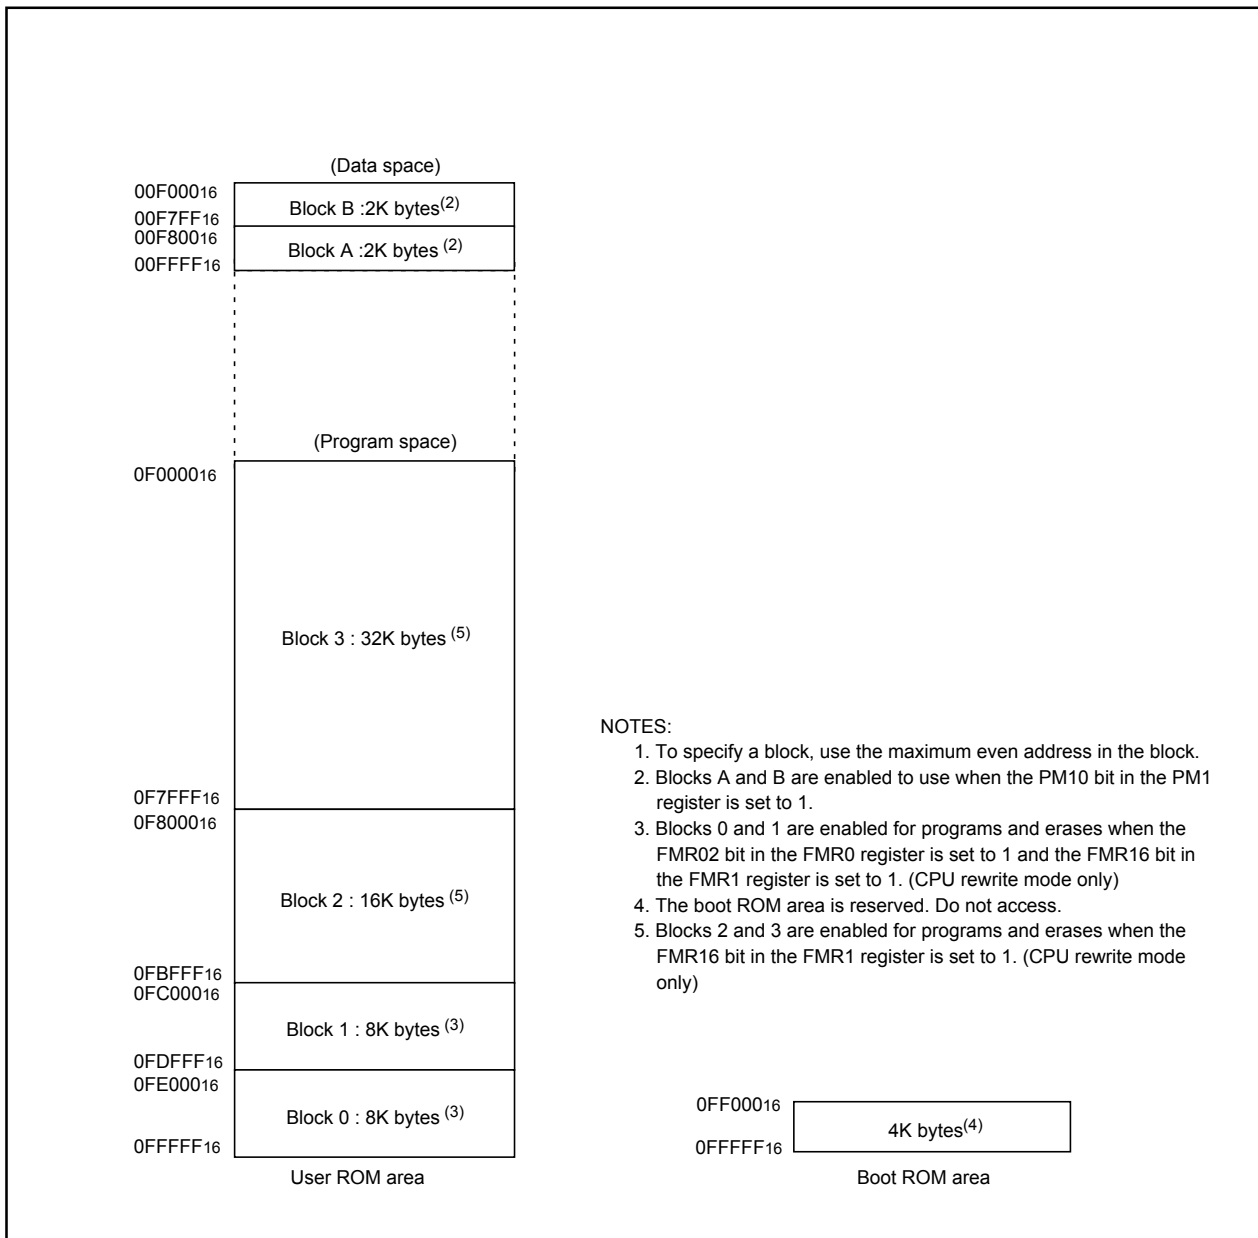 (Data space)
00F00016
Block B :2K bytes(2)
00F7FF16
00F80016
Block A :2K bytes (2)
00FFFF16
(Program space)
0F000016
Block 3 : 32K bytes (5)
0F7FFF16
0F800016
Block 2 : 16K bytes (5)
0FBFFF16
0FC00016
Block 1 : 8K bytes (3)
0FDFFF16
0FE00016
Block 0 : 8K bytes (3)
0FFFFF16
User ROM area
NOTES:
1. To specify a block, use the maximum even address in the block.
2. Blocks A and B are enabled to use when the PM10 bit in the PM1
register is set to 1.
3. Blocks 0 and 1 are enabled for programs and erases when the
FMR02 bit in the FMR0 register is set to 1 and the FMR16 bit in
the FMR1 register is set to 1. (CPU rewrite mode only)
4. The boot ROM area is reserved. Do not access.
5. Blocks 2 and 3 are enabled for programs and erases when the
FMR16 bit in the FMR1 register is set to 1. (CPU rewrite mode
only)
0FF00016
4K bytes(4)
0FFFFF16
Boot ROM area